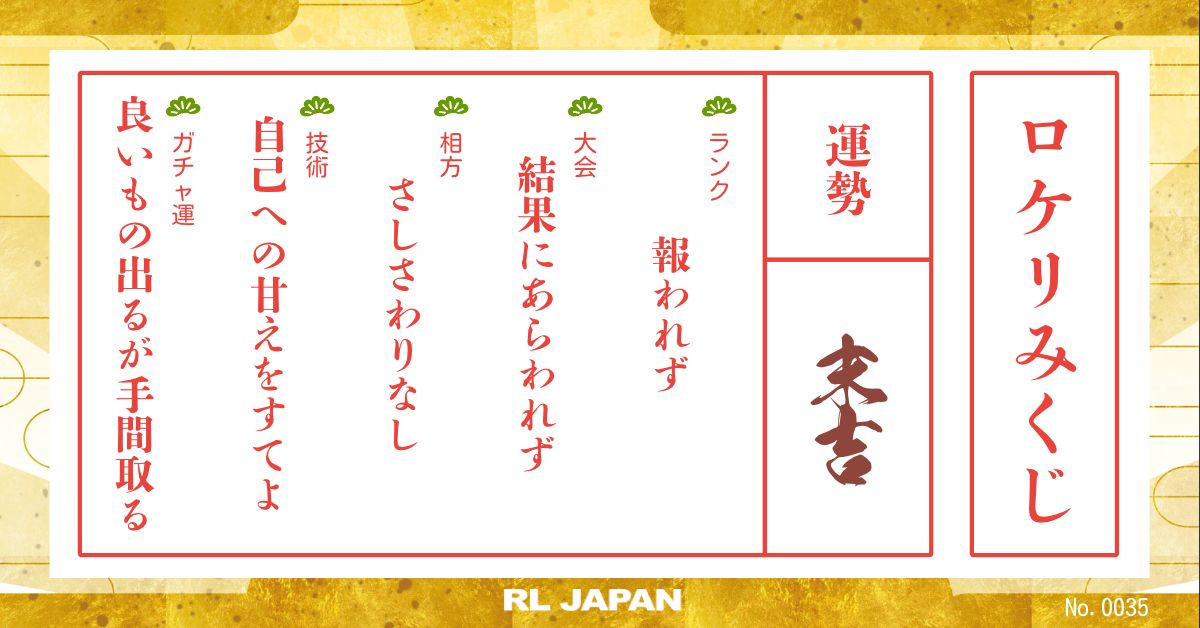 ロケリみくじ
運勢
末吉
ランク
報われず
大会
結果にあらわれず
相方
さしさわりなし
技術
自己への甘えをすてよ
ガチャ運
良いもの出るが手間取る
RL JAPAN
No. 0035